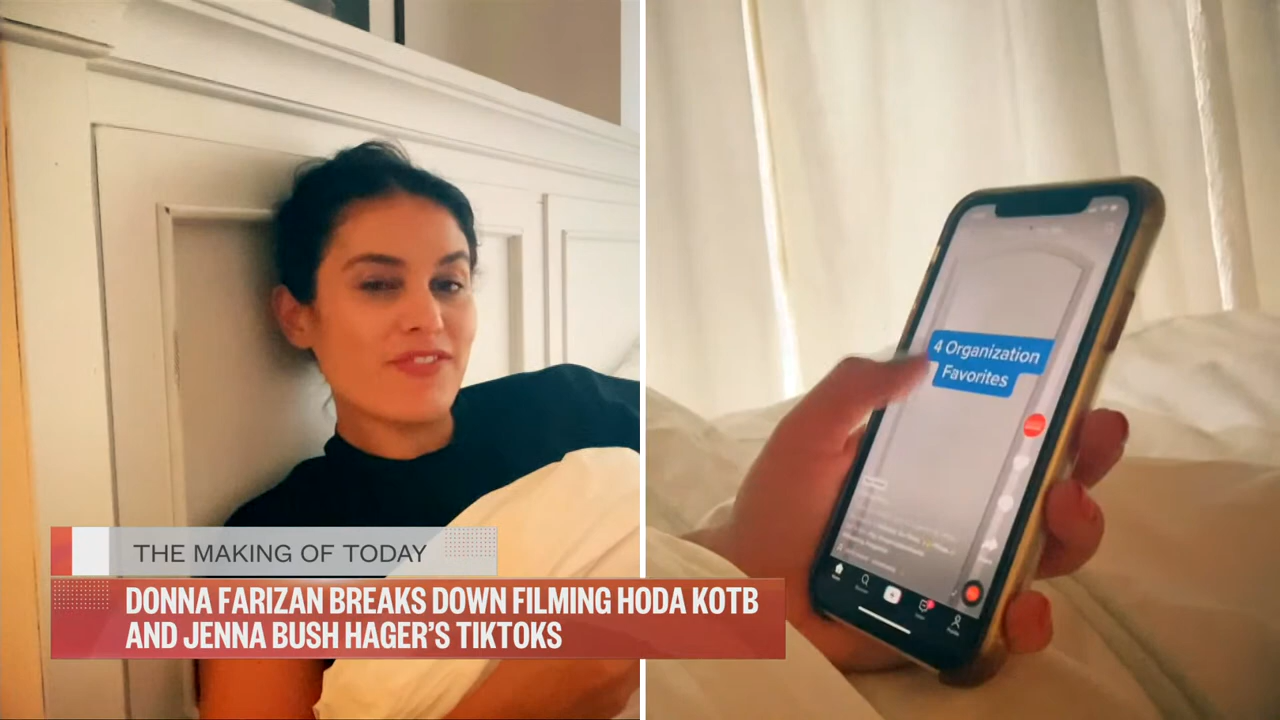 4 Organization
Favorites
THE MAKING OF TODAY
DONNA FARIZAN BREAKS DOWN FILMING HODA KOTB
AND JENNA BUSH HAGER'S TIKTOKS